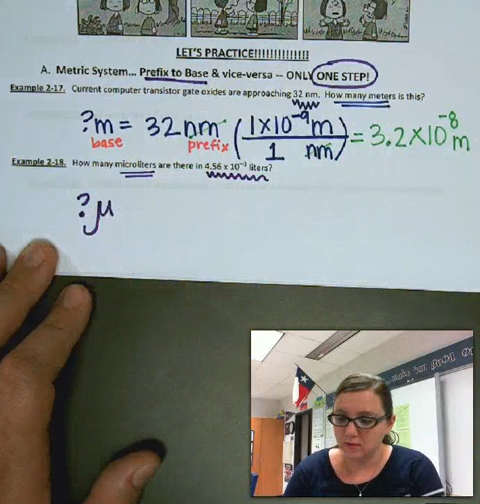 LET'S PRACTICE!!!!!!!!!!!!!!
A. Metric System... Prefix to Base & vice-versa – ONLY ONE STEP!
Example 2-17. Current computer transistor gate oxides are approaching 32 nm. How many meters is this?
?m = 32 nm (1x10⁻⁹ m / 1 nm) = 3.2 x 10⁻⁸ m
base prefix
Example 2-18. How many microliters are there in 4.56 x 10⁻³ liters?
?μ